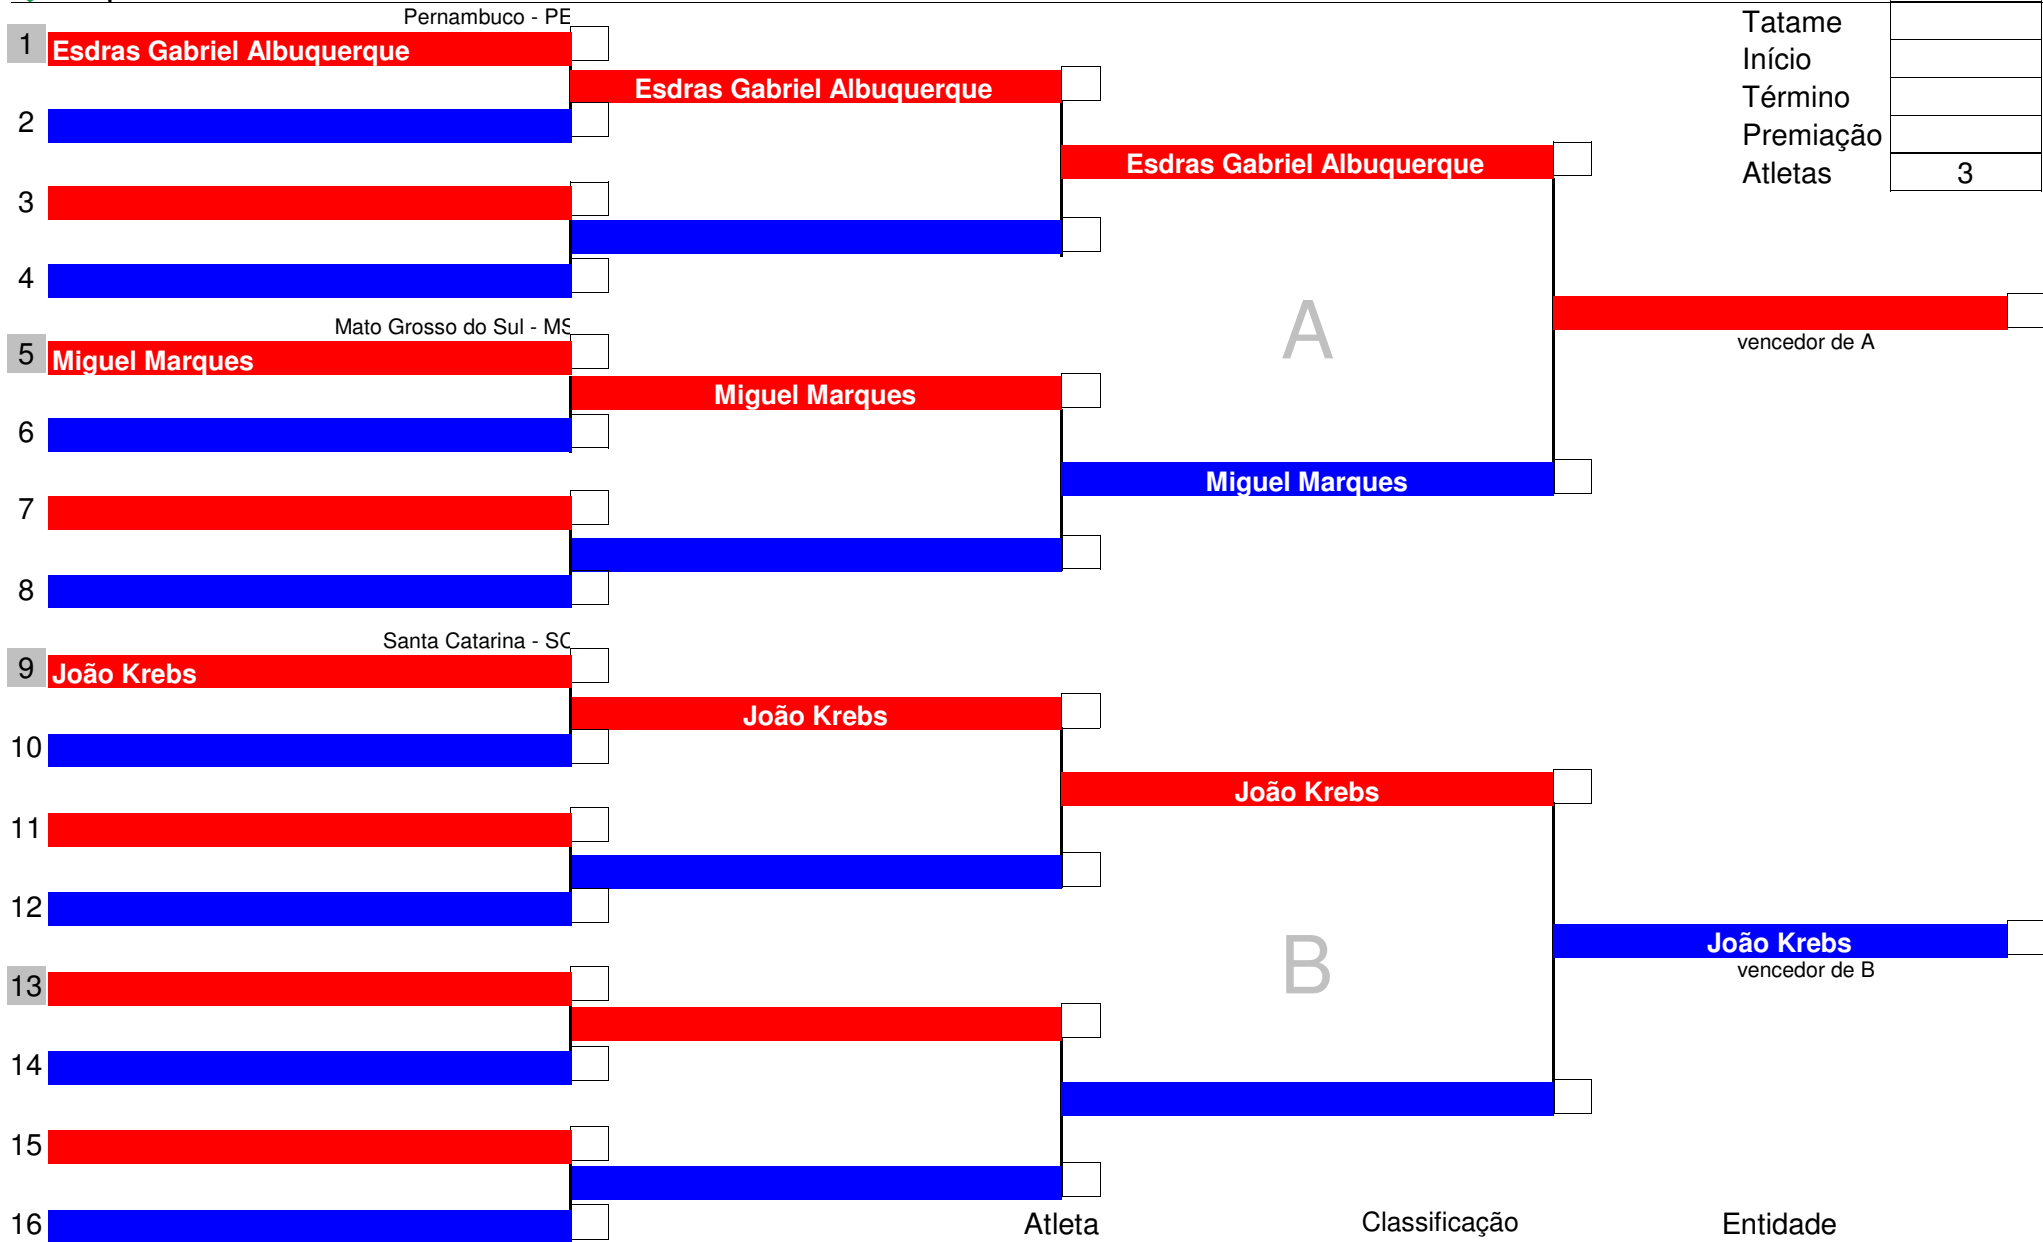 Pernambuco - PE
Tatame
1 Esdras Gabriel Albuquerque
Início
Esdras Gabriel Albuquerque
Término
2
Premiação
Esdras Gabriel Albuquerque
Atletas 3
3
4
Mato Grosso do Sul - MS
A
vencedor de A
5 Miguel Marques
Miguel Marques
6
Miguel Marques
7
8
Santa Catarina - SC
9 João Krebs
João Krebs
10
João Krebs
11
12
João Krebs
B
vencedor de B
13
14
15
16
Atleta Classificação Entidade